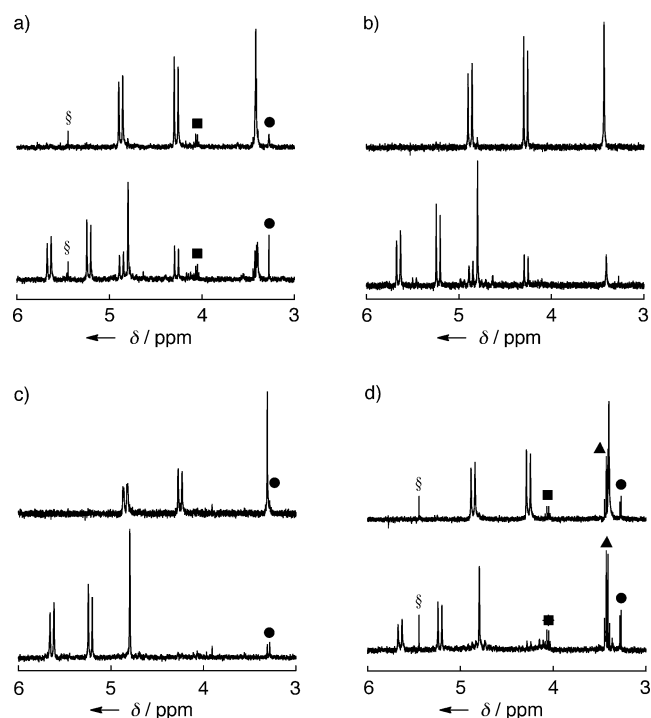 a)
§ ■ ●
§ ■ ●
6 5 4 3
← δ / ppm
b)
6 5 4 3
← δ / ppm
c)
●
●
6 5 4 3
← δ / ppm
d)
§ ■ ▲ ●
§ ■ ▲ ●
6 5 4 3
← δ / ppm